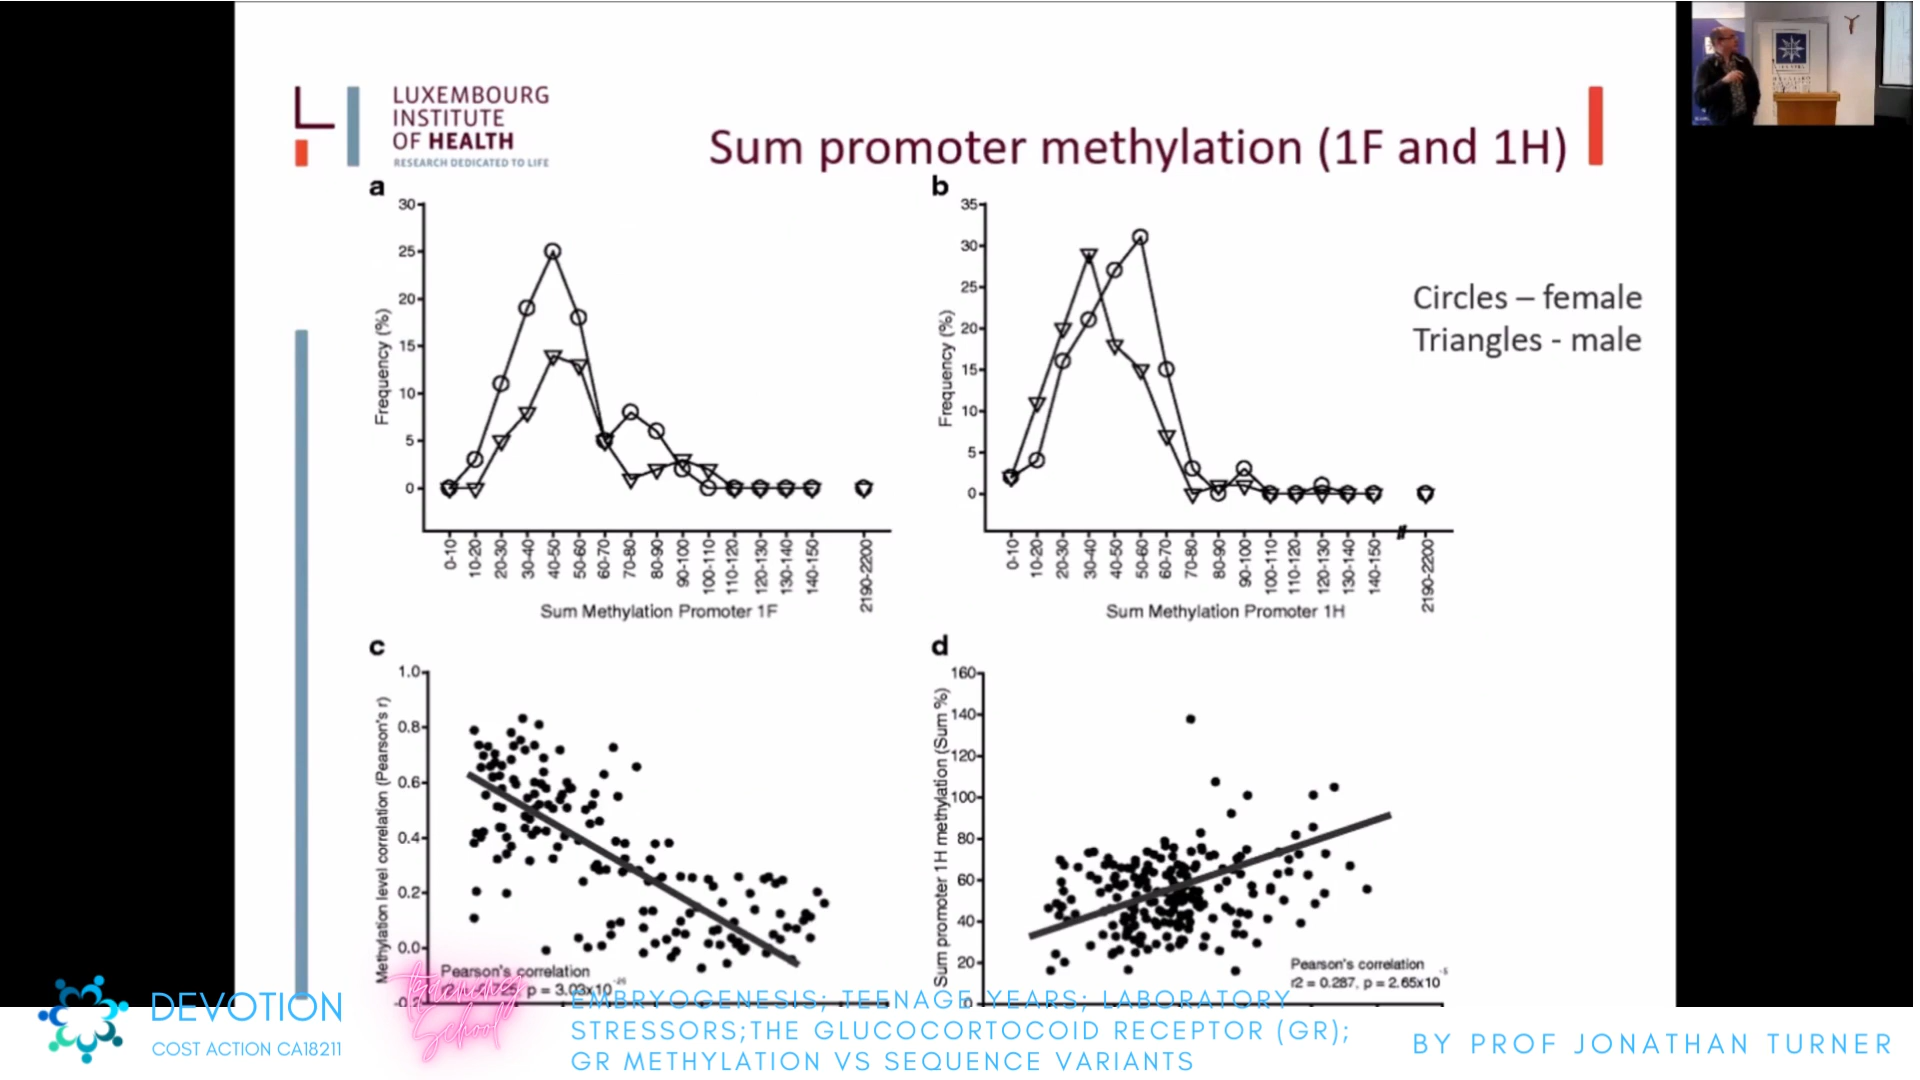 LUXEMBOURG
INSTITUTE
OF HEALTH
RESEARCH DEDICATED TO LIFE
Sum promoter methylation (1F and 1H)
a
30
25
20
15
10
5
0
Frequency (%)
0-10
10-20
20-30
30-40
40-50
50-60
60-70
70-80
80-90
90-100
100-110
110-120
120-130
130-140
140-150
2190-2200
Sum Methylation Promoter 1F
b
35
30
25
20
15
10
5
0
Frequency (%)
0-10
10-20
20-30
30-40
40-50
50-60
60-70
70-80
80-90
90-100
100-110
110-120
120-130
130-140
140-150
2190-2200
Sum Methylation Promoter 1H
Circles – female
Triangles - male
c
1.0
0.8
0.6
0.4
0.2
0.0
Methylation level correlation (Pearson's r)
Pearson's correlation
p = 3.03x10
d
160
140
120
100
80
60
40
20
0
Sum promoter 1H methylation (Sum %)
Pearson's correlation
r2 = 0.287, p = 2.65x10
DEVOTION
COST ACTION CA18211
training
School
EMBRYOGENESIS; TEENAGE YEARS; LABORATORY
STRESSORS;THE GLUCOCORTOCOID RECEPTOR (GR);
GR METHYLATION VS SEQUENCE VARIANTS
BY PROF JONATHAN TURNER